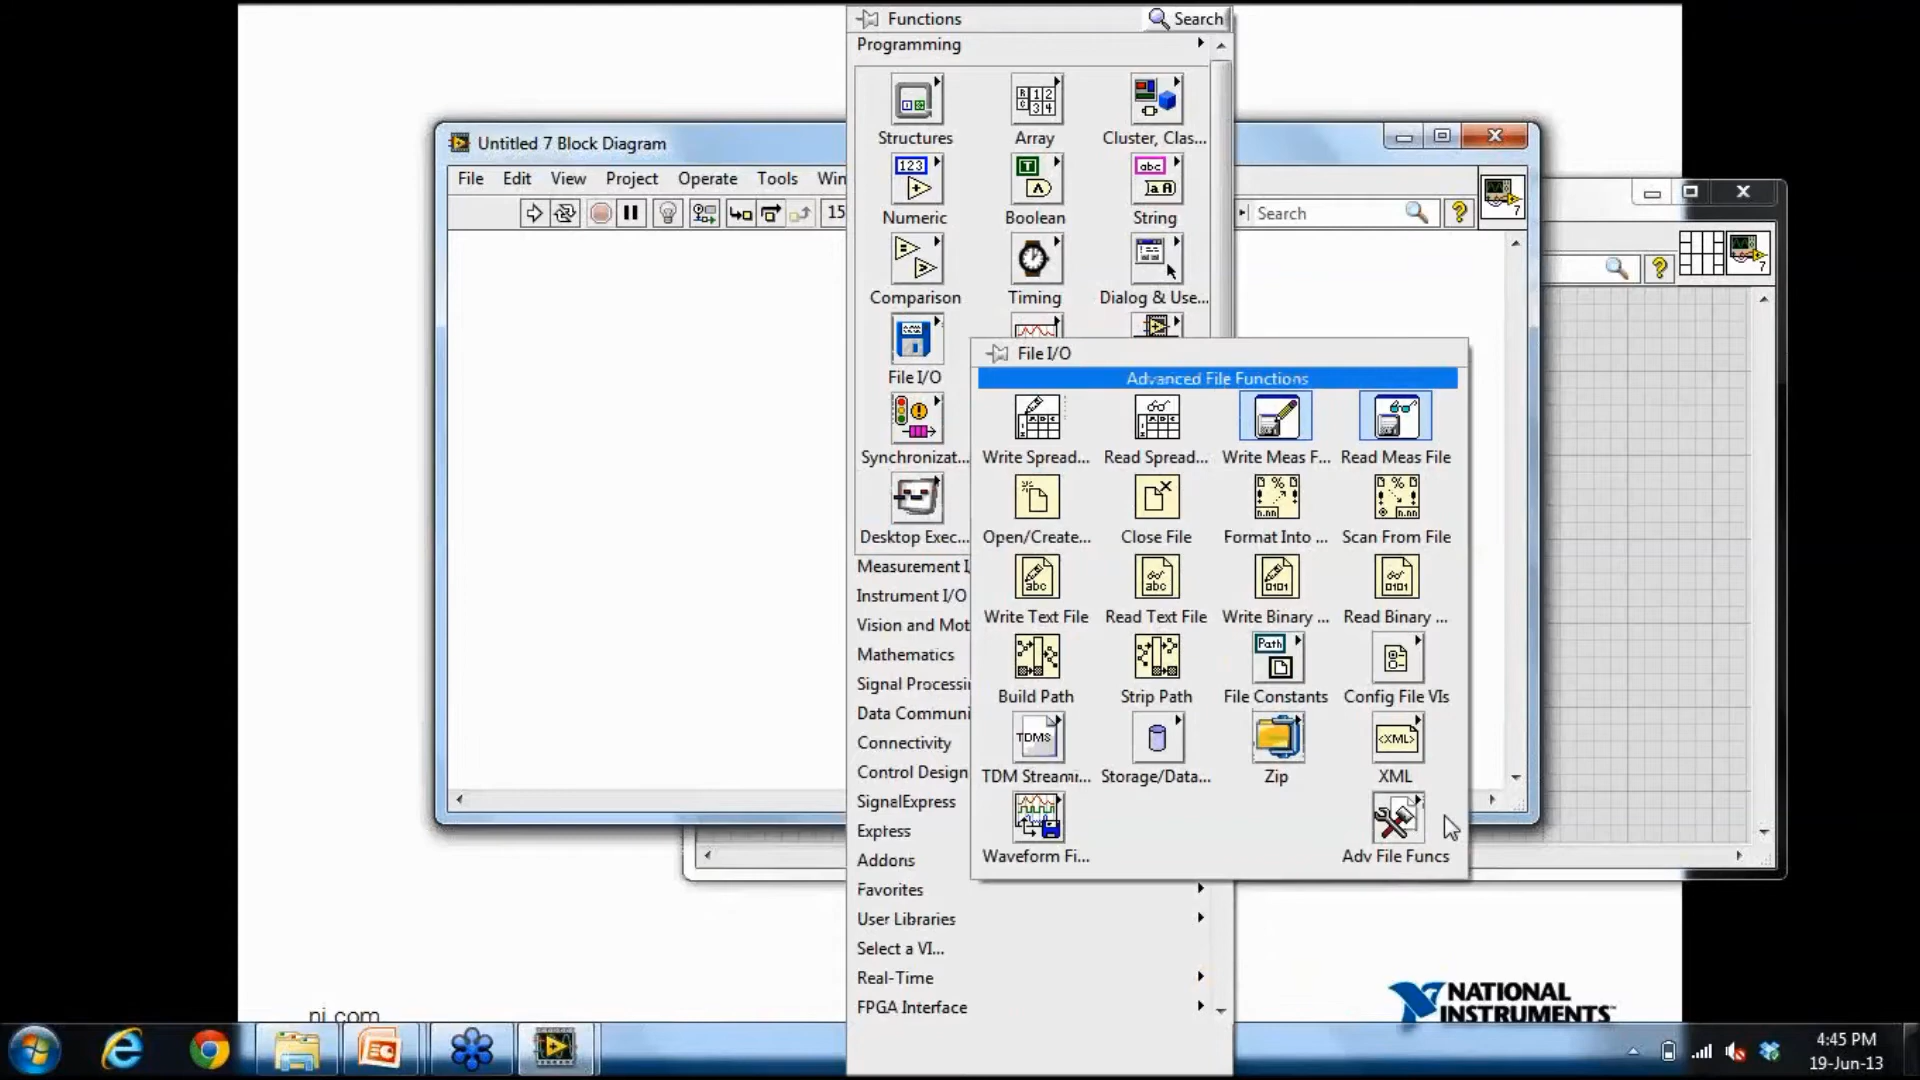 Functions
Search
Programming
Structures
Array
Cluster, Clas...
Untitled 7 Block Diagram
File Edit View Project Operate Tools Win
15
Search
7
7
Numeric
Boolean
String
Comparison
Timing
Dialog & Use...
File I/O
Synchronizat...
Desktop Exec...
File I/O
Advanced File Functions
Write Spread...
Read Spread...
Write Meas F...
Read Meas File
Open/Create...
Close File
Format Into ...
Scan From File
Write Text File
Read Text File
Write Binary ...
Read Binary ...
Path
Build Path
Strip Path
File Constants
Config File VIs
TDMS
<XML>
TDM Streami...
Storage/Data...
Zip
XML
Waveform Fi...
Adv File Funcs
Measurement I
Instrument I/O
Vision and Mot
Mathematics
Signal Processi
Data Communi
Connectivity
Control Design
SignalExpress
Express
Addons
Favorites
User Libraries
Select a VI...
Real-Time
FPGA Interface
ni.com
NATIONAL
INSTRUMENTS™
4:45 PM
19-Jun-13